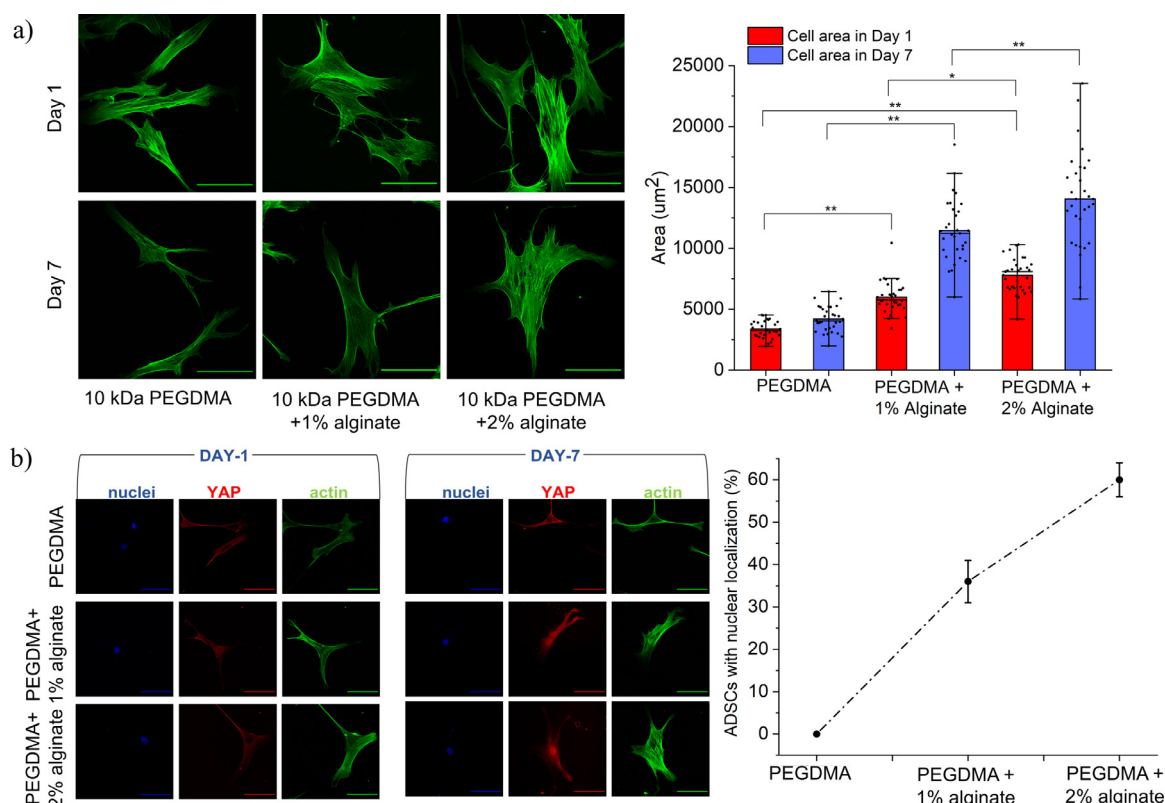 a)
Day 1
Day 7
10 kDa PEGDMA
10 kDa PEGDMA
+1% alginate
10 kDa PEGDMA
+2% alginate
Cell area in Day 1
Cell area in Day 7
**
*
**
**
**
Area (um²)
25000
20000
15000
10000
5000
0
PEGDMA
PEGDMA +
1% Alginate
PEGDMA +
2% Alginate
b)
DAY-1
DAY-7
nuclei
YAP
actin
nuclei
YAP
actin
PEGDMA
PEGDMA+
1% alginate
PEGDMA+
2% alginate
ADSCs with nuclear localization (%)
60
50
40
30
20
10
0
PEGDMA
PEGDMA +
1% alginate
PEGDMA +
2% alginate